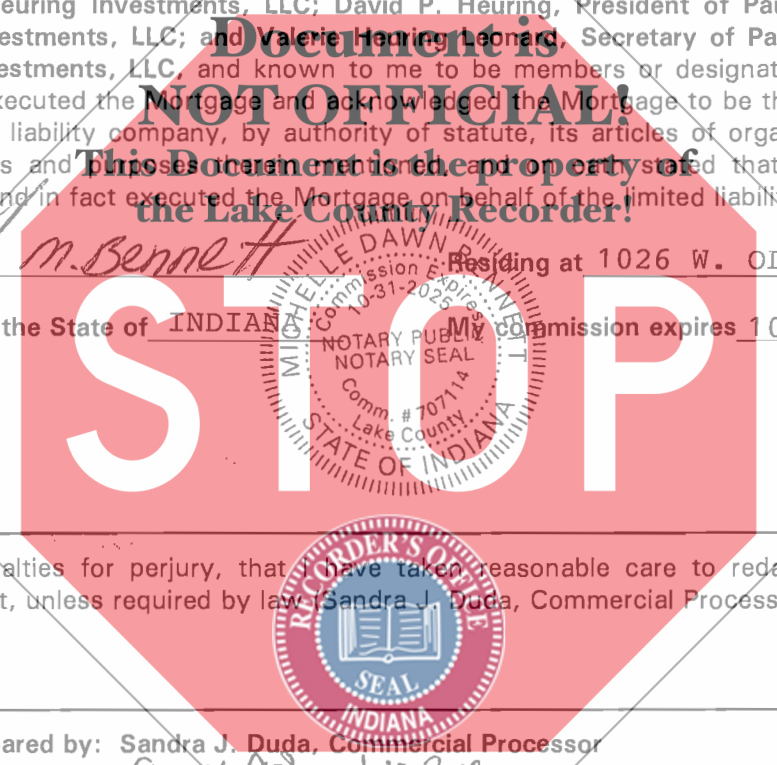 euring Investments, LLC; David P. Heuring, President of Pa
estments, LLC; and Valerie Heuring Leonard, Secretary of Pa
Document is
estments, LLC, and known to me to be members or designat
xecuted the Mortgage and acknowledged the Mortgage to be th
NOT OFFICIAL!
liability company, by authority of statute, its articles of orga
s and purposes therein mentioned, and on oath stated that
This Document is the property of
nd in fact executed the Mortgage on behalf of the limited liabili
the Lake County Recorder!
M. Bennett Residing at 1026 W. OI
the State of INDIANA My commission expires 10
MICHELLE DAWN BENNETT
Commission Expires
10-31-2025
NOTARY PUBLIC
NOTARY SEAL
Comm. # 707114
Lake County
STATE OF INDIANA
STOP
alties for perjury, that I have taken reasonable care to reda
t, unless required by law (Sandra J. Duda, Commercial Process
RECORDER'S OFFICE
SEAL
INDIANA
ared by: Sandra J. Duda, Commercial Processor